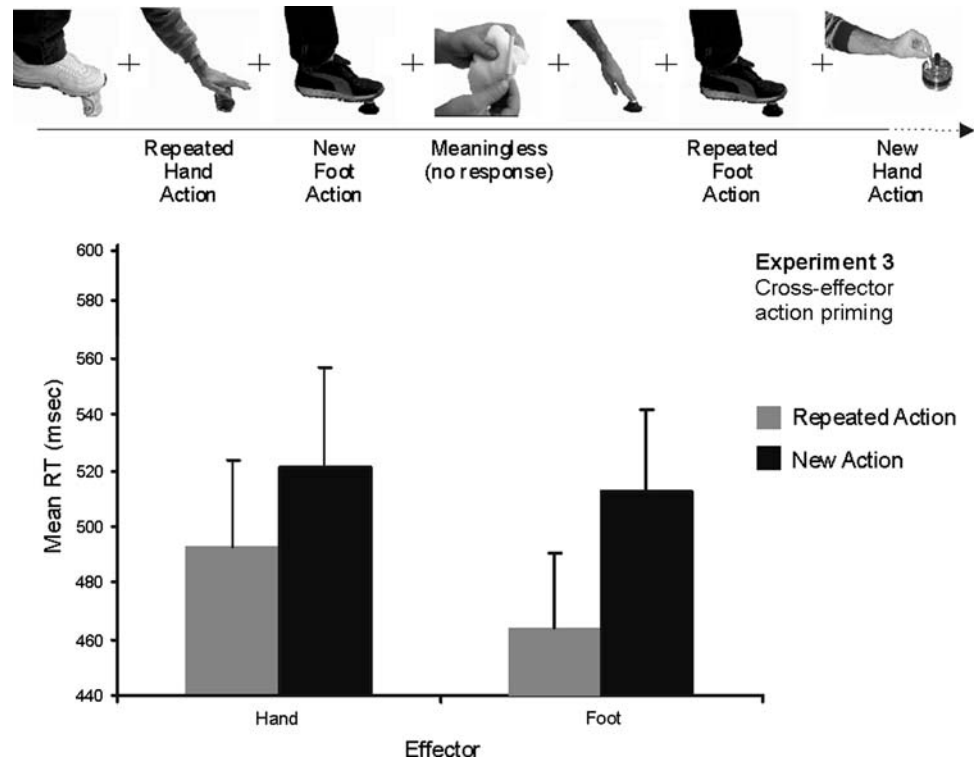 + + + + + +
Repeated
Hand
Action
New
Foot
Action
Meaningless
(no response)
Repeated
Foot
Action
New
Hand
Action
Experiment 3
Cross-effector
action priming
600
580
560
540
520
500
480
460
440
Mean RT (msec)
Repeated Action
New Action
Hand
Foot
Effector